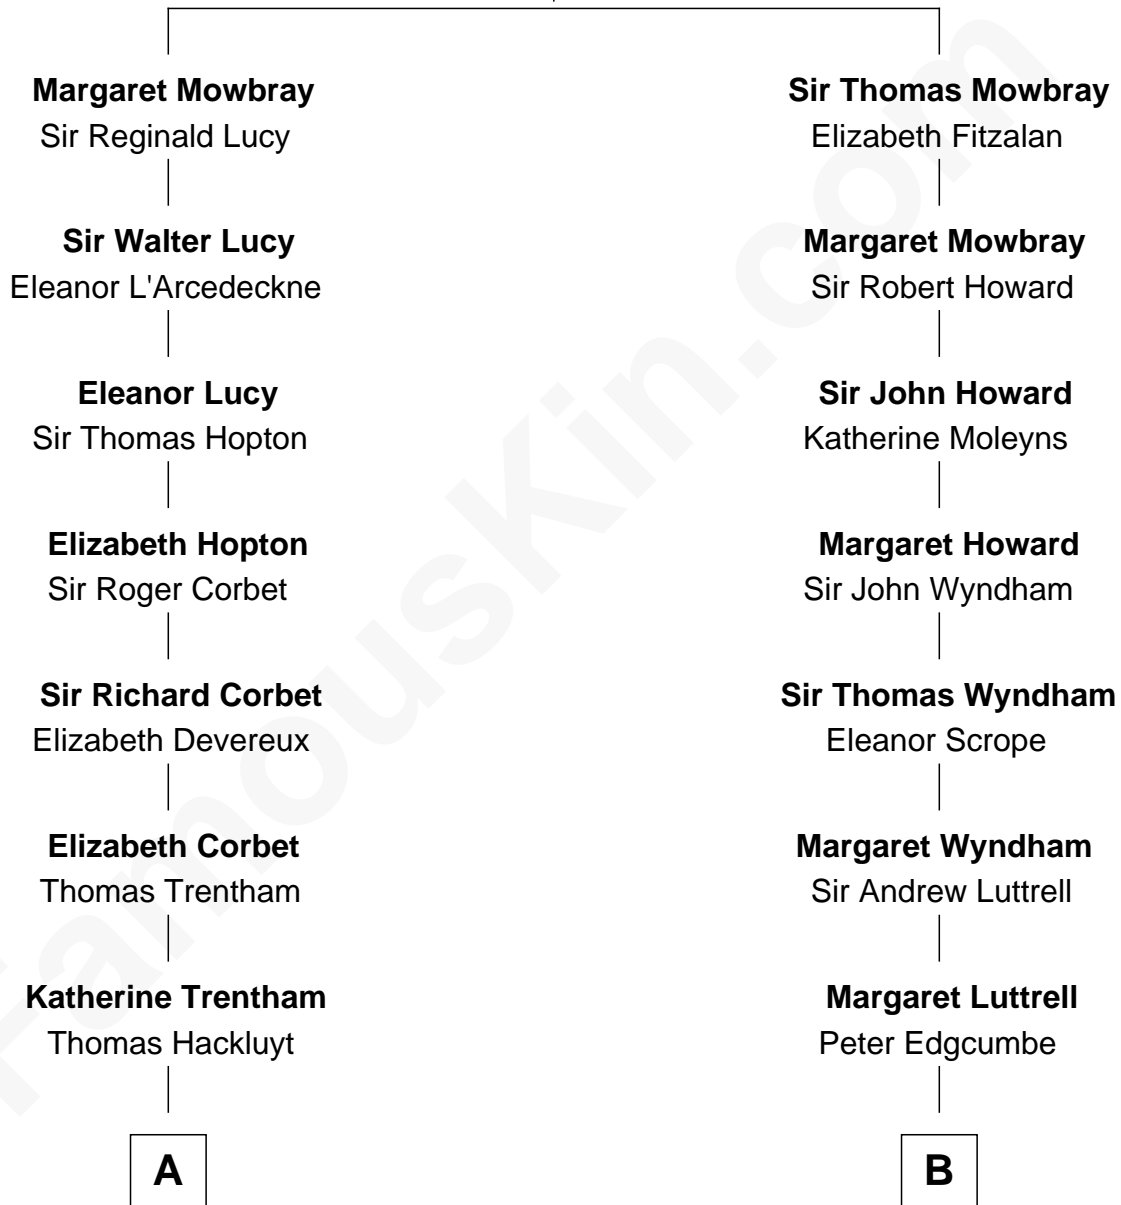 Margaret Mowbray
Sir Reginald Lucy
Sir Walter Lucy
Eleanor L'Arcedeckne
Eleanor Lucy
Sir Thomas Hopton
Elizabeth Hopton
Sir Roger Corbet
Sir Richard Corbet
Elizabeth Devereux
Elizabeth Corbet
Thomas Trentham
Katherine Trentham
Thomas Hackluyt
A
Sir Thomas Mowbray
Elizabeth Fitzalan
Margaret Mowbray
Sir Robert Howard
Sir John Howard
Katherine Moleyns
Margaret Howard
Sir John Wyndham
Sir Thomas Wyndham
Eleanor Scrope
Margaret Wyndham
Sir Andrew Luttrell
Margaret Luttrell
Peter Edgcumbe
B
FamousKin.com